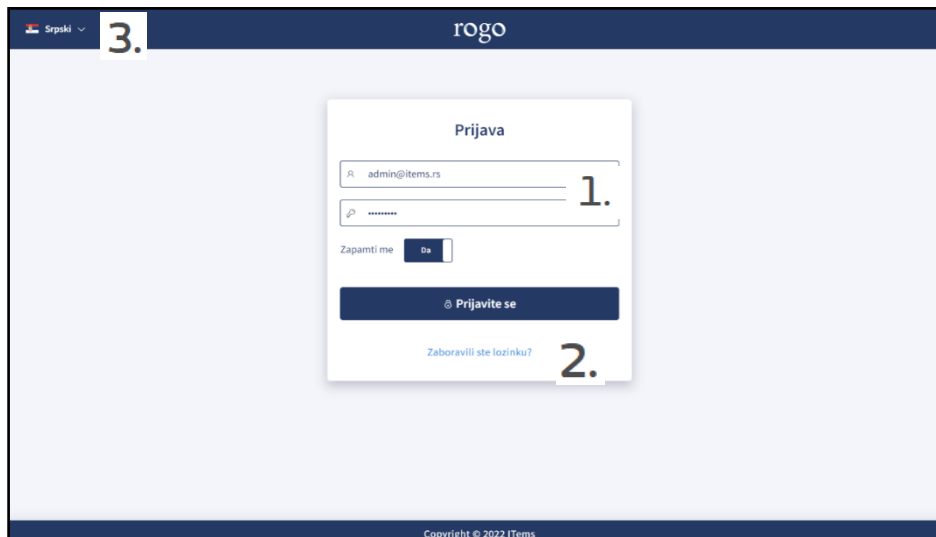 Srpski
3.
rogo
Prijava
admin@items.rs
1.
Zapamti me Da
Prijavite se
Zaboravili ste lozinku?
2.
Copyright © 2022 ITems